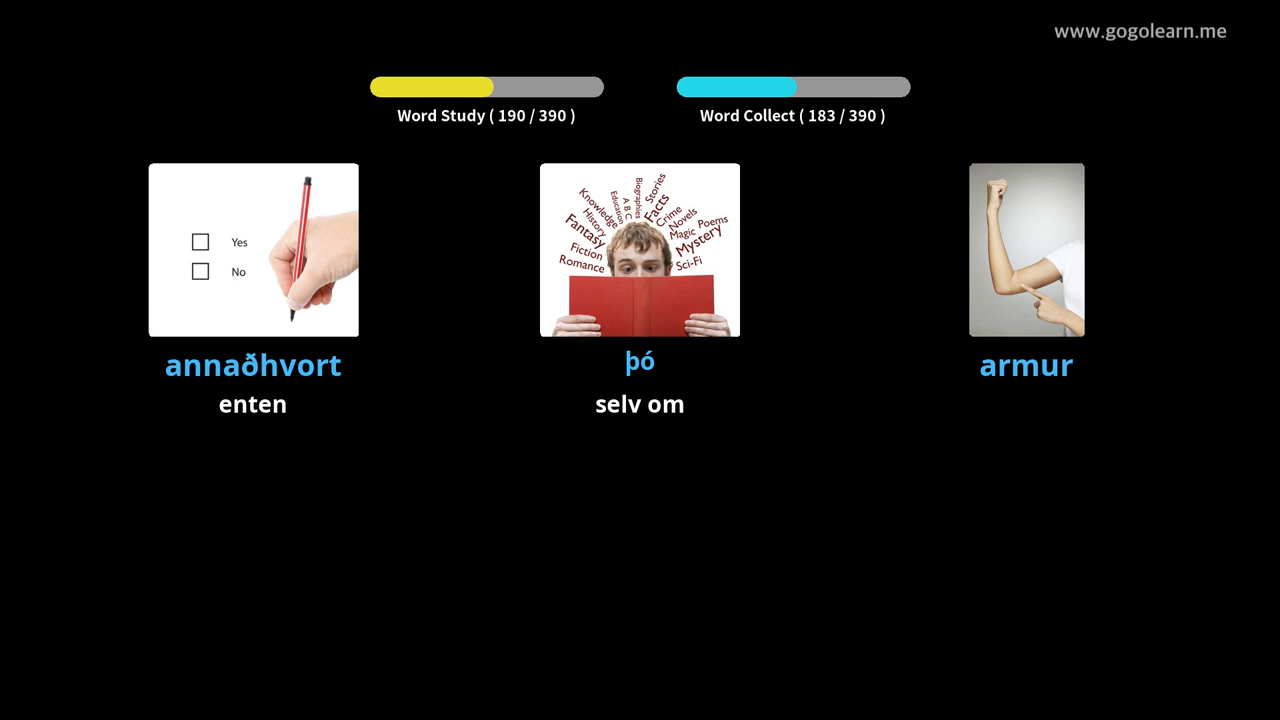 www.gogolearn.me
Word Study ( 190 / 390 )
Word Collect ( 183 / 390 )
Yes
No
Knowledge
History
Fantasy
Fiction
Romance
Education
A B C
Biographies
Stories
Facts
Crime
Novels
Magic
Poems
Mystery
Sci-Fi
annaðhvort
enten
þó
selv om
armur